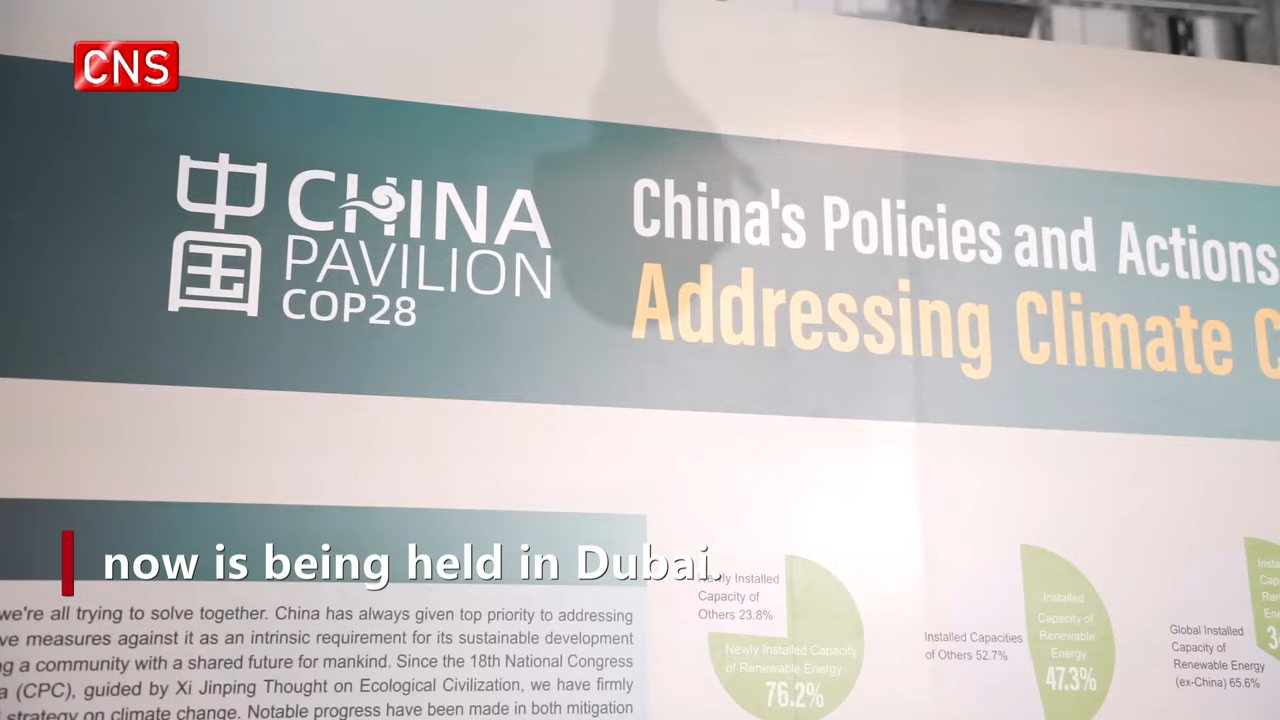 CNS
中国
CHINA
PAVILION
COP28
China's Policies and Actions
Addressing Climate C
now is being held in Dubai.
we're all trying to solve together. China has always given top priority to addressing
ve measures against it as an intrinsic requirement for its sustainable development
ng a community with a shared future for mankind. Since the 18th National Congress
a (CPC), guided by Xi Jinping Thought on Ecological Civilization, we have firmly
strategy on climate change. Notable progress have been made in both mitigation
Newly Installed
Capacity of
Others 23.8%
Newly Installed Capacity
of Renewable Energy
76.2%
Installed Capacities
of Others 52.7%
Installed
Capacity of
Renewable
Energy
47.3%
Global Installed
Capacity of
Renewable Energy
(ex-China) 65.6%
Insta
Cap
Ren
Ene
3